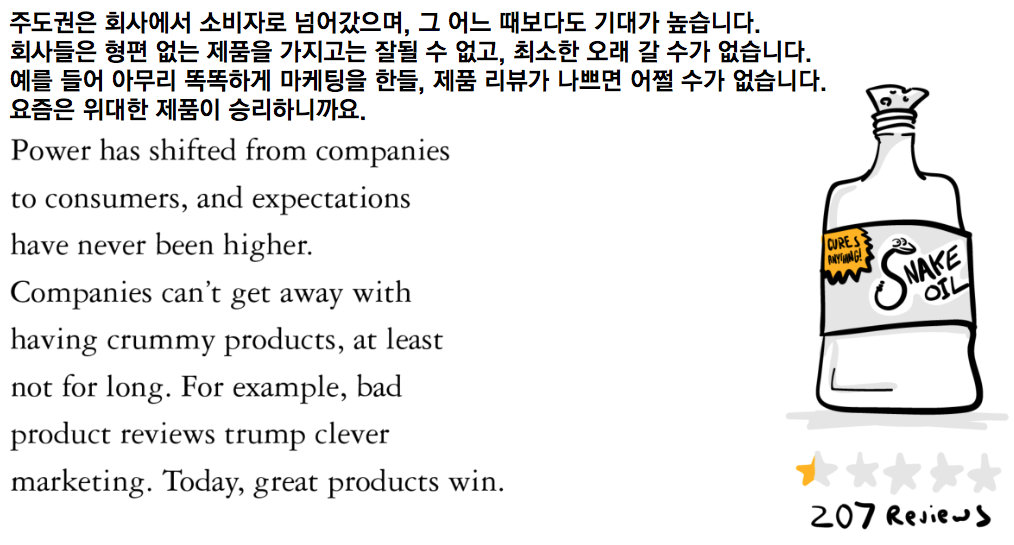 주도권은 회사에서 소비자로 넘어갔으며, 그 어느 때보다도 기대가 높습니다.
회사들은 형편 없는 제품을 가지고는 잘될 수 없고, 최소한 오래 갈 수가 없습니다.
예를 들어 아무리 똑똑하게 마케팅을 한들, 제품 리뷰가 나쁘면 어쩔 수가 없습니다.
요즘은 위대한 제품이 승리하니까요.
Power has shifted from companies
to consumers, and expectations
have never been higher.
Companies can’t get away with
having crummy products, at least
not for long. For example, bad
product reviews trump clever
marketing. Today, great products win.
CURES
ANYTHING!
SNAKE
OIL
207 Reviews